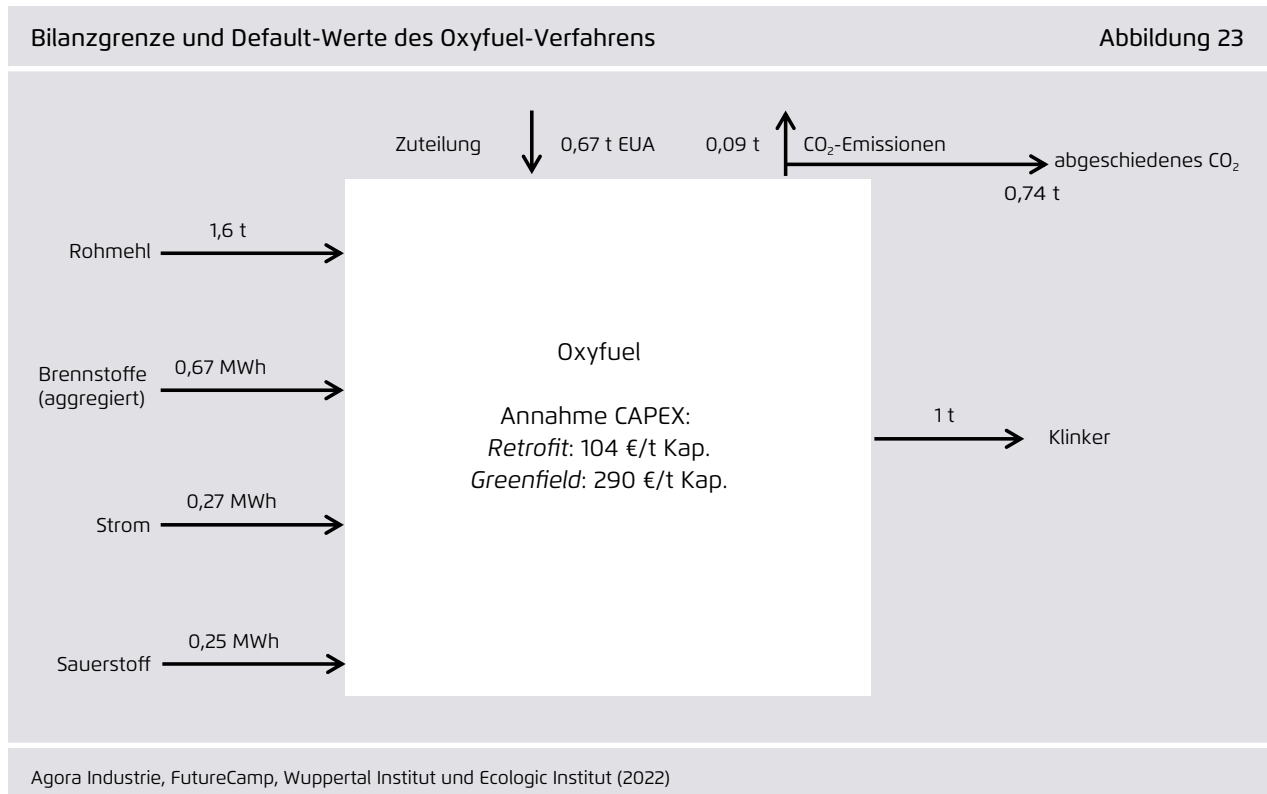 Bilanzgrenze und Default-Werte des Oxyfuel-Verfahrens
Abbildung 23
Zuteilung
0,67 t EUA
0,09 t
CO₂-Emissionen
abgeschiedenes CO₂
0,74 t
1,6 t
Rohmehl
0,67 MWh
Brennstoffe
(aggregiert)
0,27 MWh
Strom
0,25 MWh
Sauerstoff
Oxyfuel
Annahme CAPEX:
Retrofit: 104 €/t Kap.
Greenfield: 290 €/t Kap.
1 t
Klinker
Agora Industrie, FutureCamp, Wuppertal Institut und Ecologic Institut (2022)